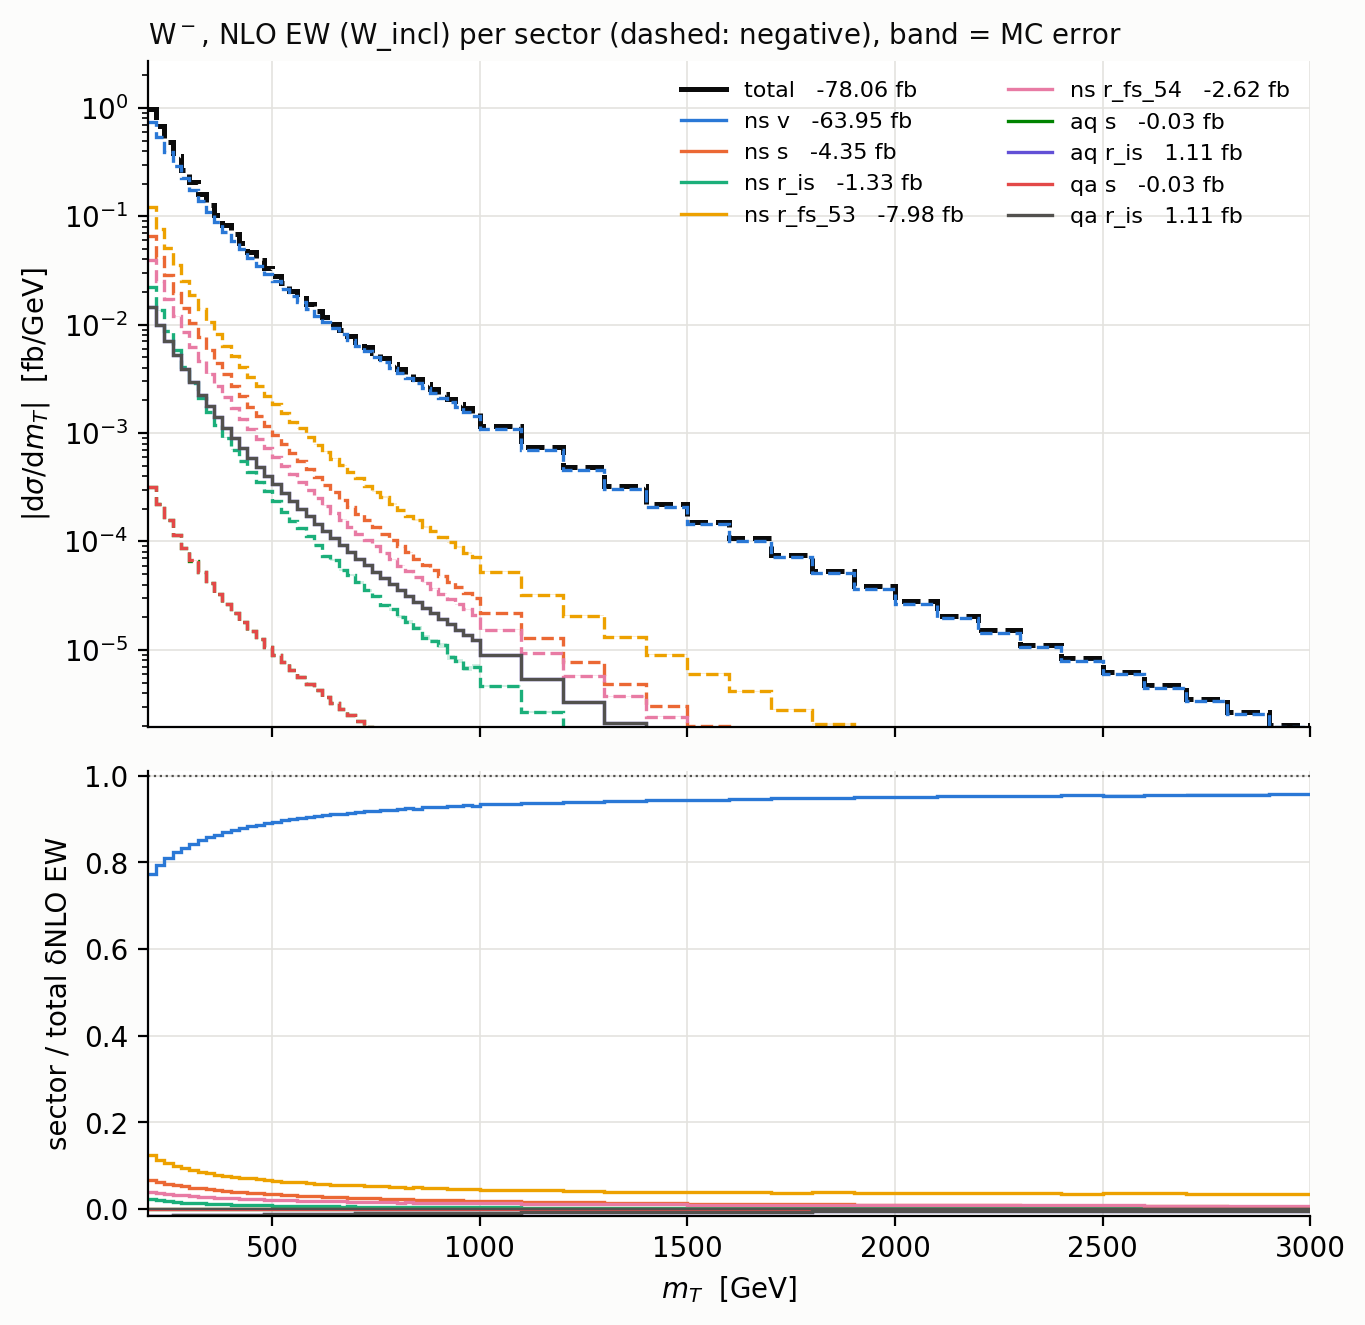 W⁻, NLO EW (W_incl) per sector (dashed: negative), band = MC error
total -78.06 fb
ns v -63.95 fb
ns s -4.35 fb
ns r_is -1.33 fb
ns r_fs_53 -7.98 fb
ns r_fs_54 -2.62 fb
aq s -0.03 fb
aq r_is 1.11 fb
qa s -0.03 fb
qa r_is 1.11 fb
|dσ/dm_T| [fb/GeV]
10⁰
10⁻¹
10⁻²
10⁻³
10⁻⁴
10⁻⁵
sector / total δNLO EW
1.0
0.8
0.6
0.4
0.2
0.0
500 1000 1500 2000 2500 3000
m_T [GeV]